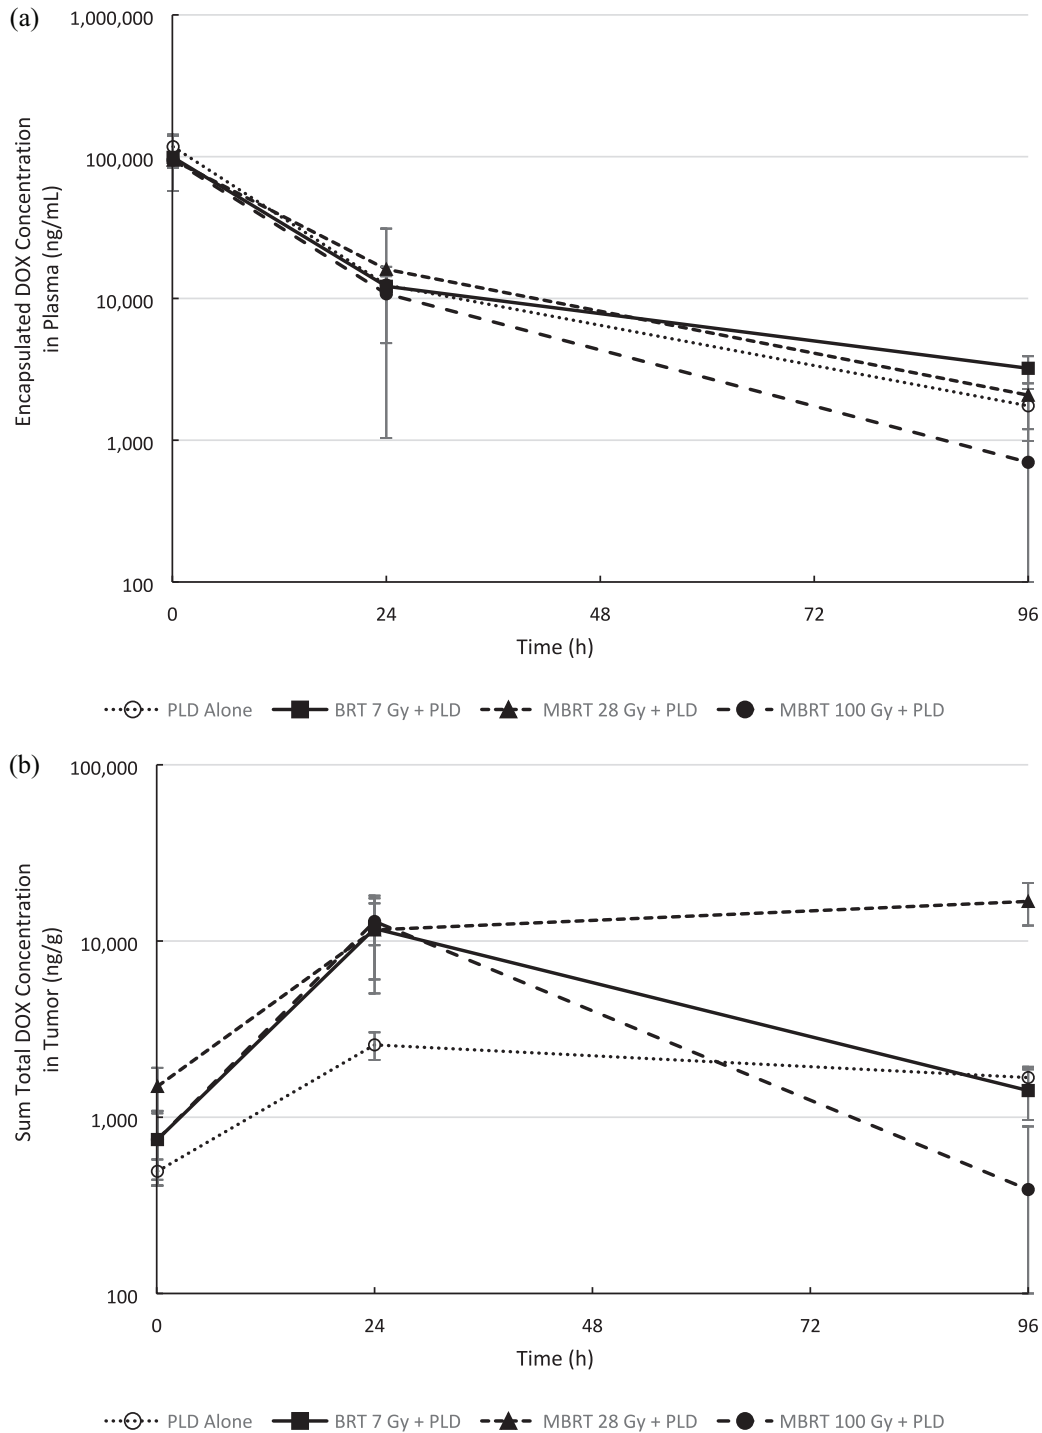 (a)
1,000,000
100,000
10,000
1,000
100
Encapsulated DOX Concentration
in Plasma (ng/mL)
0 24 48 72 96
Time (h)
PLD Alone BRT 7 Gy + PLD MBRT 28 Gy + PLD MBRT 100 Gy + PLD
(b)
100,000
10,000
1,000
100
Sum Total DOX Concentration
in Tumor (ng/g)
0 24 48 72 96
Time (h)
PLD Alone BRT 7 Gy + PLD MBRT 28 Gy + PLD MBRT 100 Gy + PLD